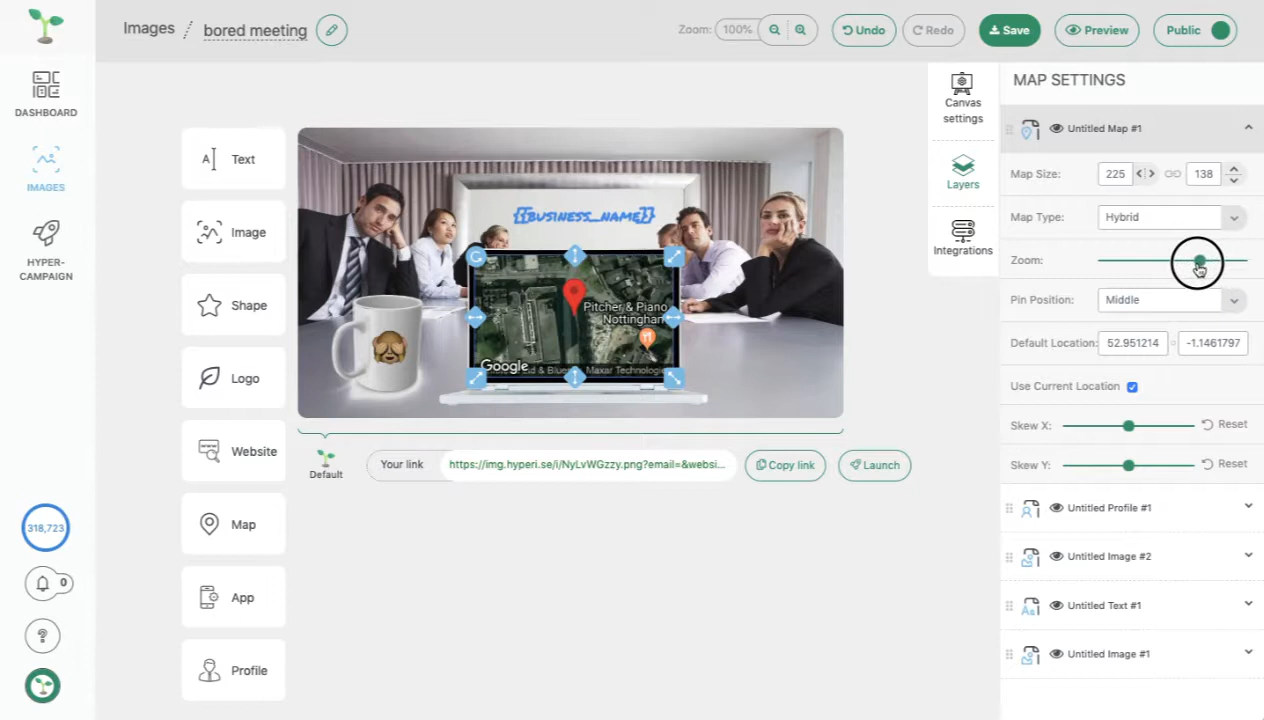 Images / bored meeting
Zoom: 100%
Undo
Redo
Save
Preview
Public
DASHBOARD
IMAGES
HYPER-
CAMPAIGN
318,723
0
?
Text
Image
Shape
Logo
Website
Map
App
Profile
{{BUSINESS_NAME}}
Pitcher & Piano
Nottingham
Google
Maxar Technologie
Default
Your link
https://img.hyperi.se/i/NyLvWGzzy.png?email=&websi...
Copy link
Launch
Canvas
settings
Layers
Integrations
MAP SETTINGS
Untitled Map #1
Map Size: 225 138
Map Type: Hybrid
Zoom:
Pin Position: Middle
Default Location: 52.951214 -1.1461797
Use Current Location
Skew X: Reset
Skew Y: Reset
Untitled Profile #1
Untitled Image #2
Untitled Text #1
Untitled Image #1